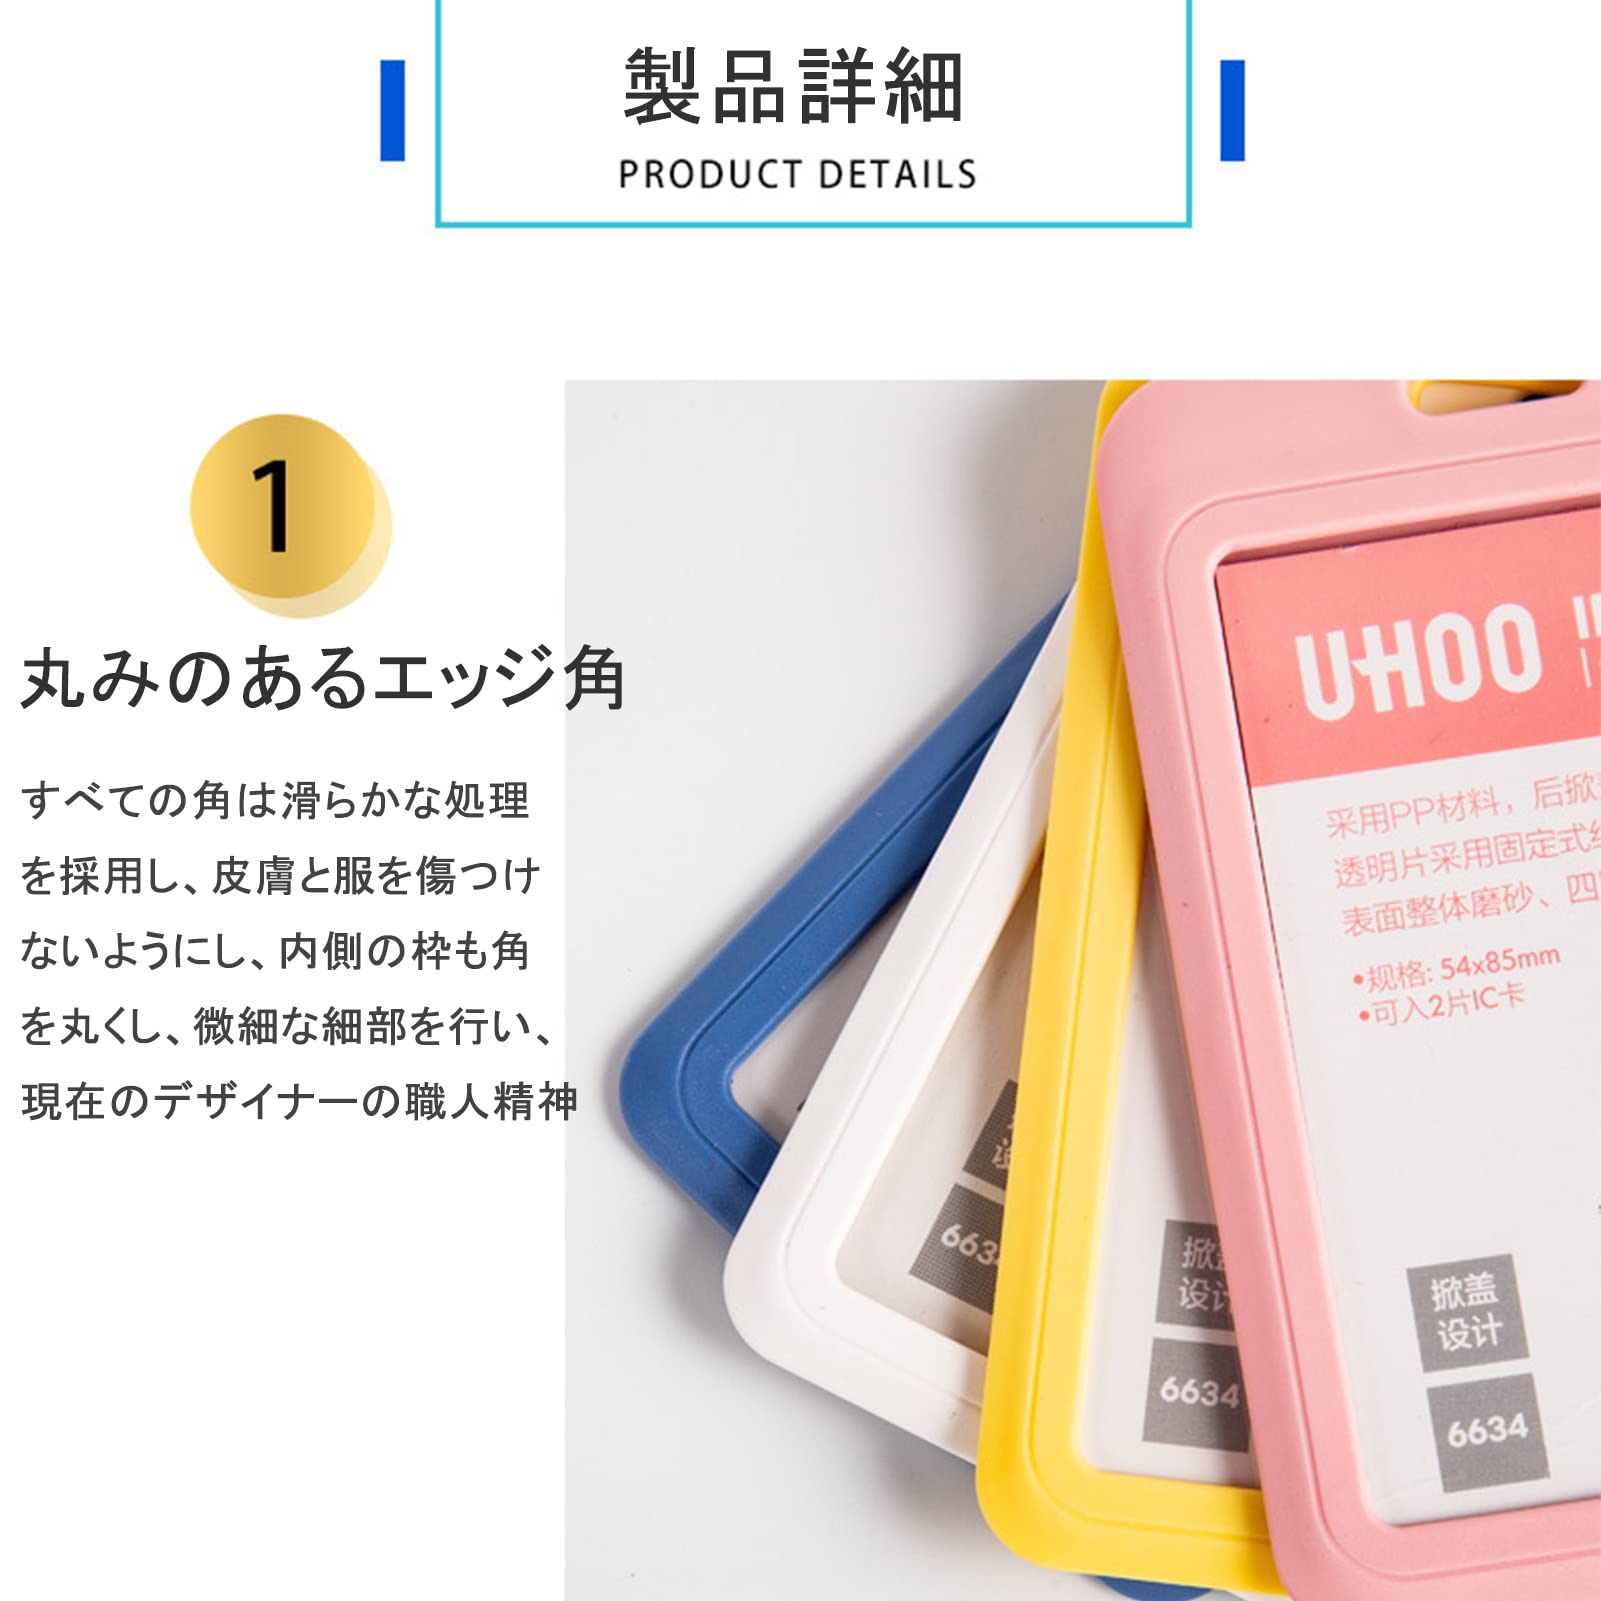 製品詳細
PRODUCT DETAILS
1
丸みのあるエッジ角
すべての角は滑らかな処理
を採用し、皮膚と服を傷つけ
ないようにし、内側の枠も角
を丸くし、微細な細部を行い、
現在のデザイナーの職人精神
UHOO
采用PP材料，后掀
透明片采用固定式
表面整体磨砂、四
•规格: 54x85mm
•可入2片IC卡
掀盖
设计
6634
掀
设计
6634
663